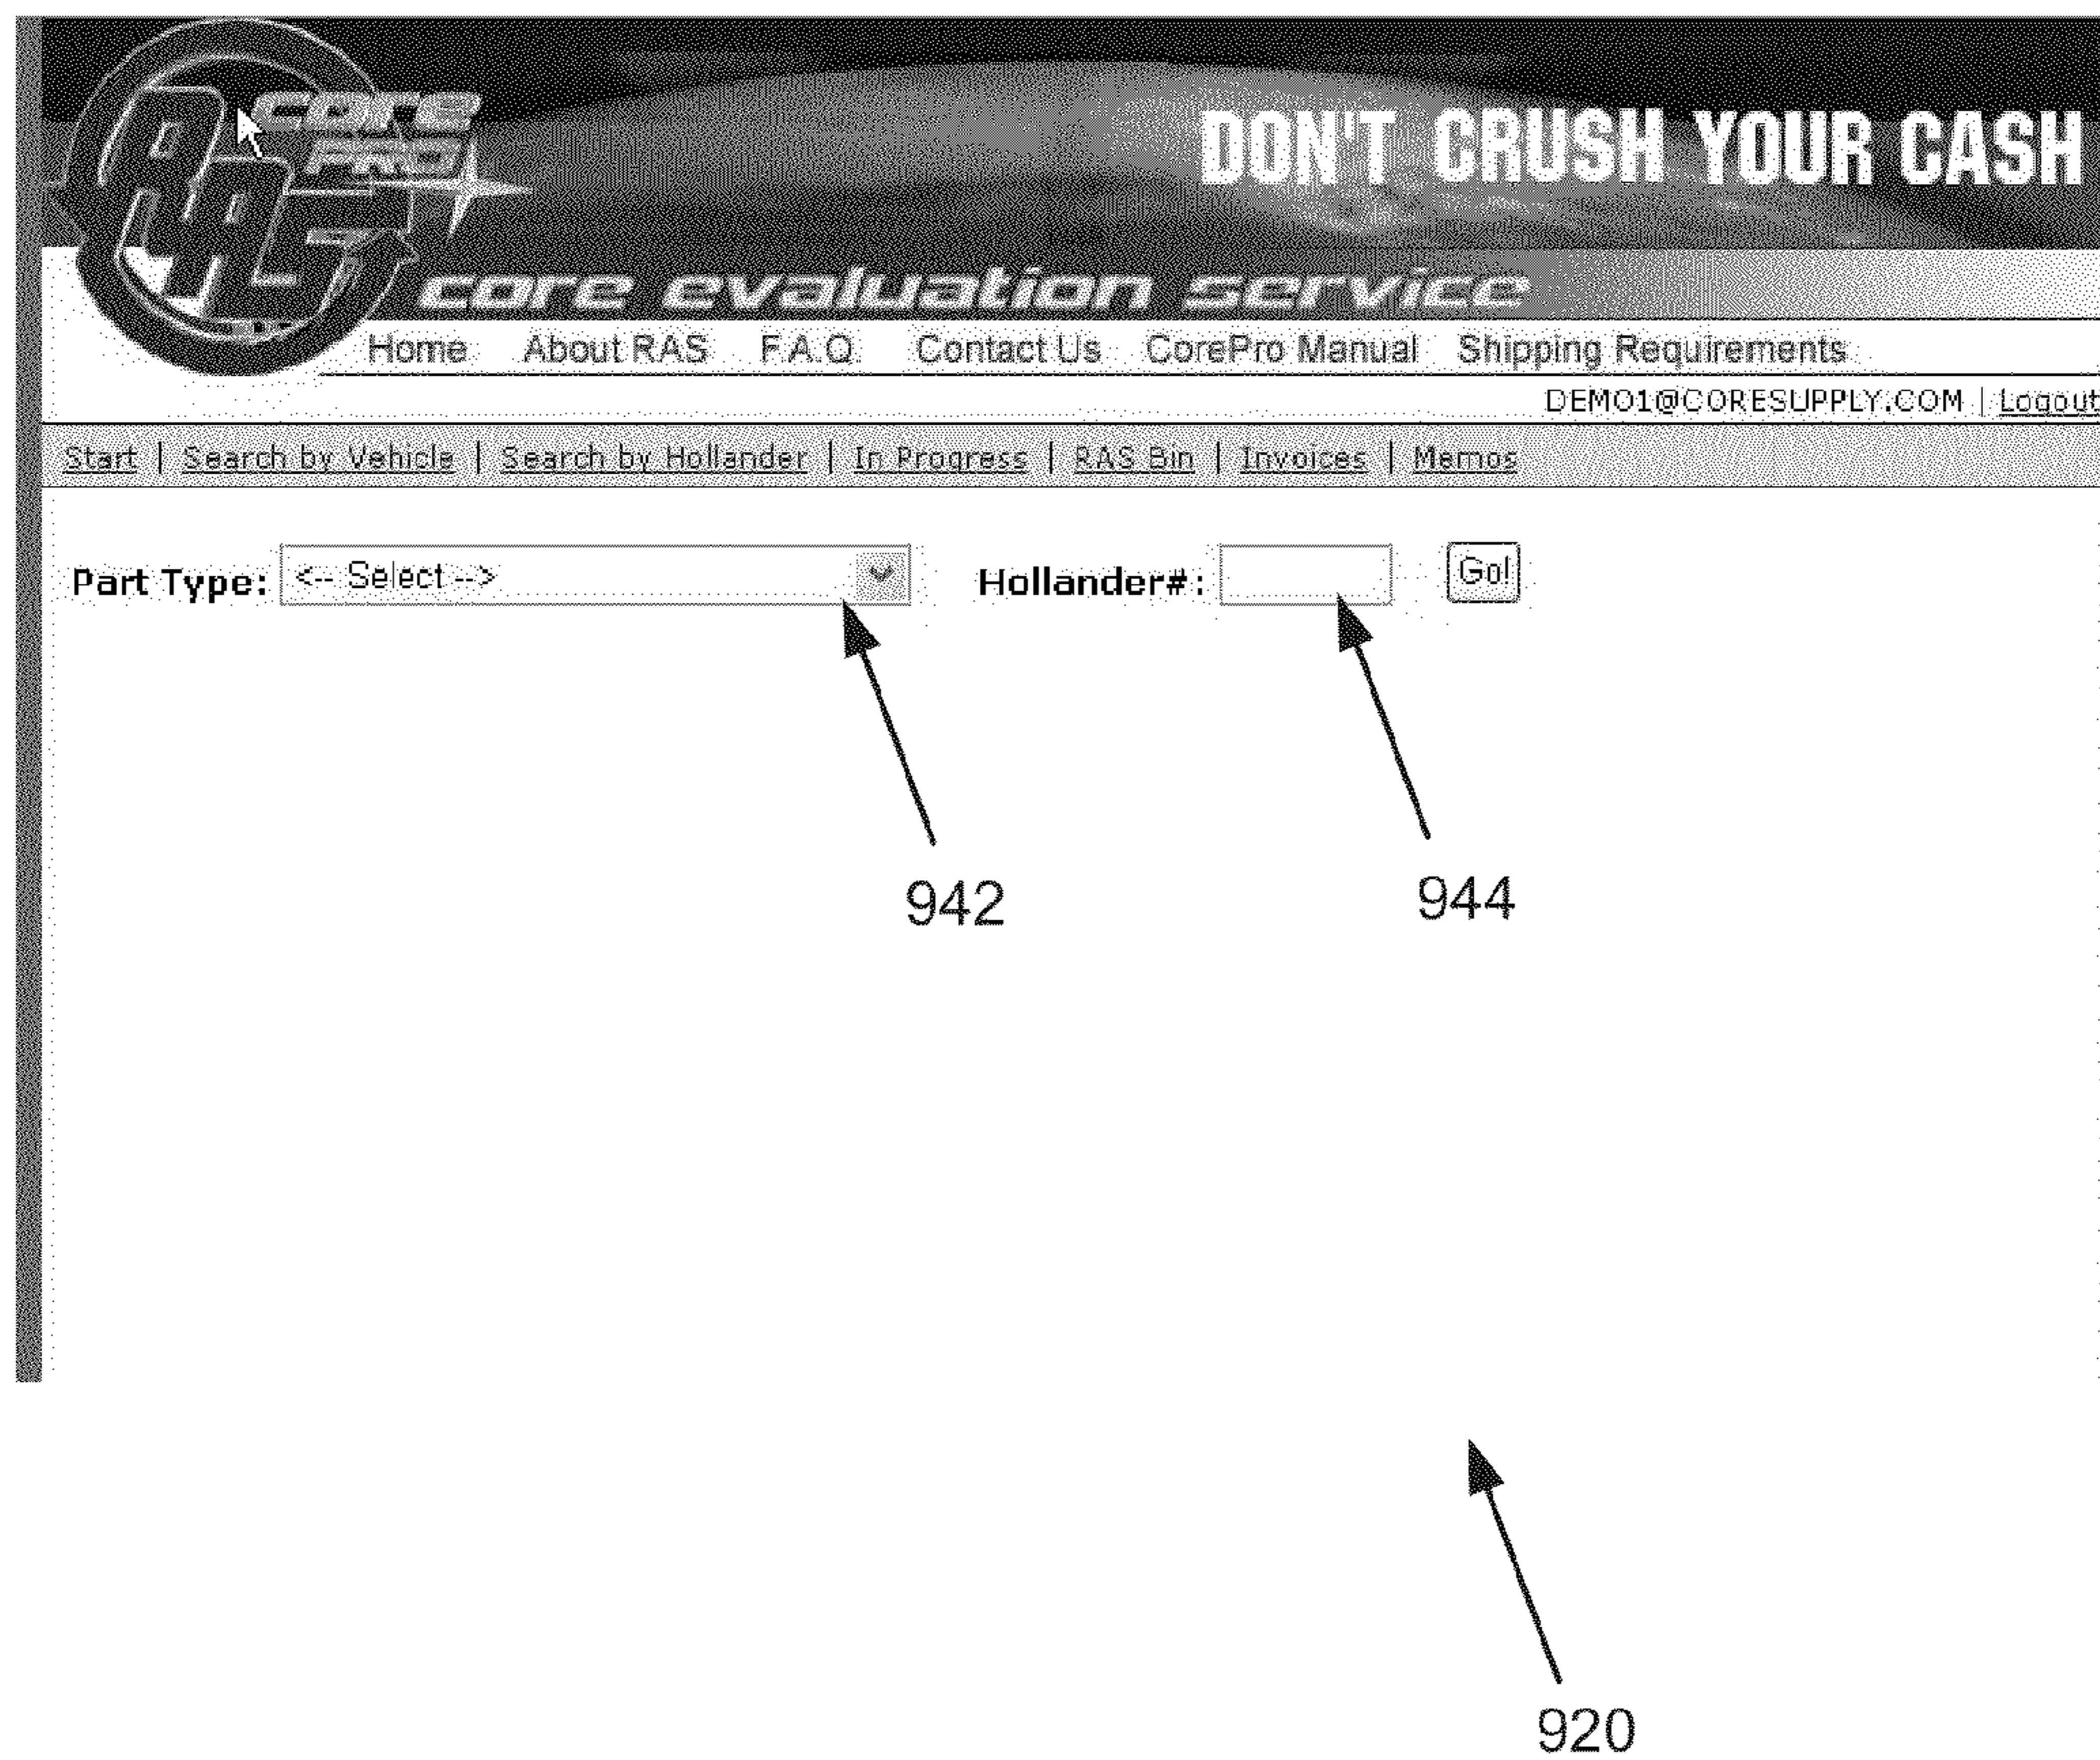 RAS
core
PRO
DON'T CRUSH YOUR CASH
core evaluation service
Home About RAS F.A.Q. Contact Us CorePro Manual Shipping Requirements
DEMO1@CORESUPPLY.COM | Logout
Start | Search by Vehicle | Search by Hollander | In Progress | RAS Bin | Invoices | Memos
Part Type: <-- Select --> Hollander#: Go!
942 944
920